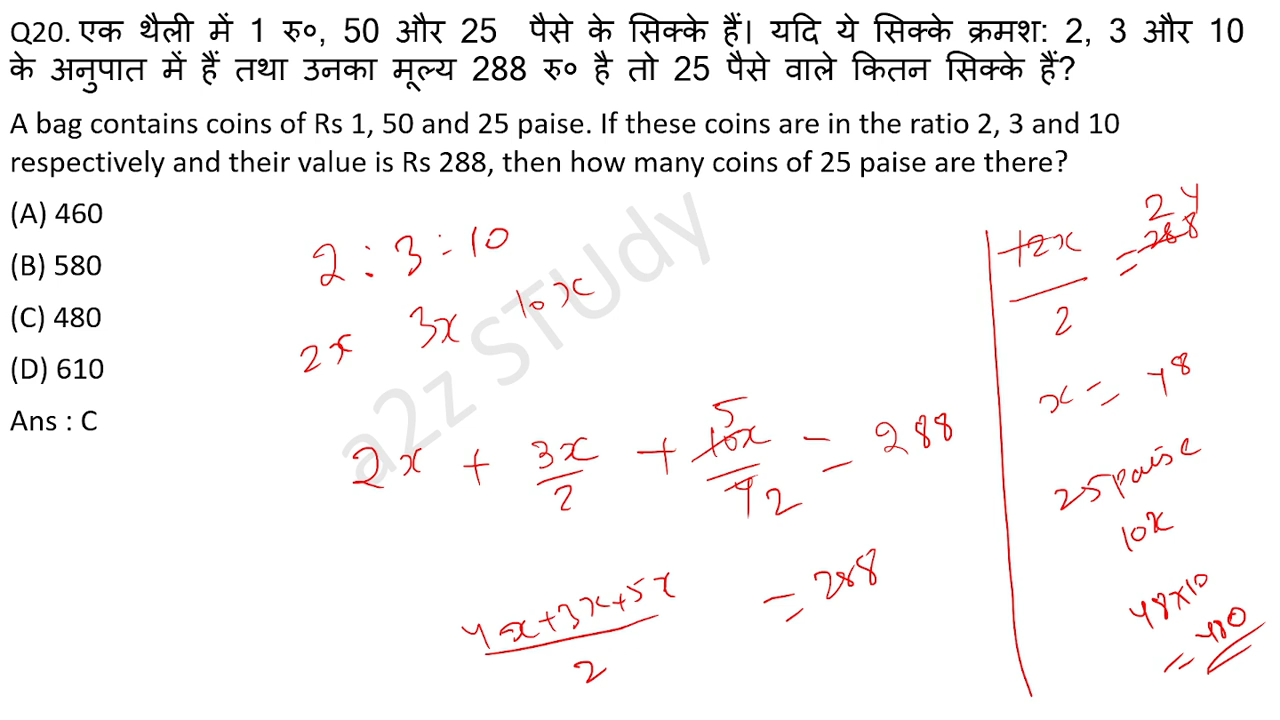 Q20. एक थैली में 1 रु०, 50 और 25 पैसे के सिक्के हैं। यदि ये सिक्के क्रमश: 2, 3 और 10
के अनुपात में हैं तथा उनका मूल्य 288 रु० है तो 25 पैसे वाले कितन सिक्के हैं?
A bag contains coins of Rs 1, 50 and 25 paise. If these coins are in the ratio 2, 3 and 10
respectively and their value is Rs 288, then how many coins of 25 paise are there?
(A) 460
(B) 580
(C) 480
(D) 610
Ans : C
a2z STUdy
2 : 3 : 10
2x 3x 10x
2x + 3x/2 + 10x/4 = 288
5
2
4x+3x+5x/2 = 288
24
12x/2 = 288
x = 48
25 paise
10x
48x10
= 480